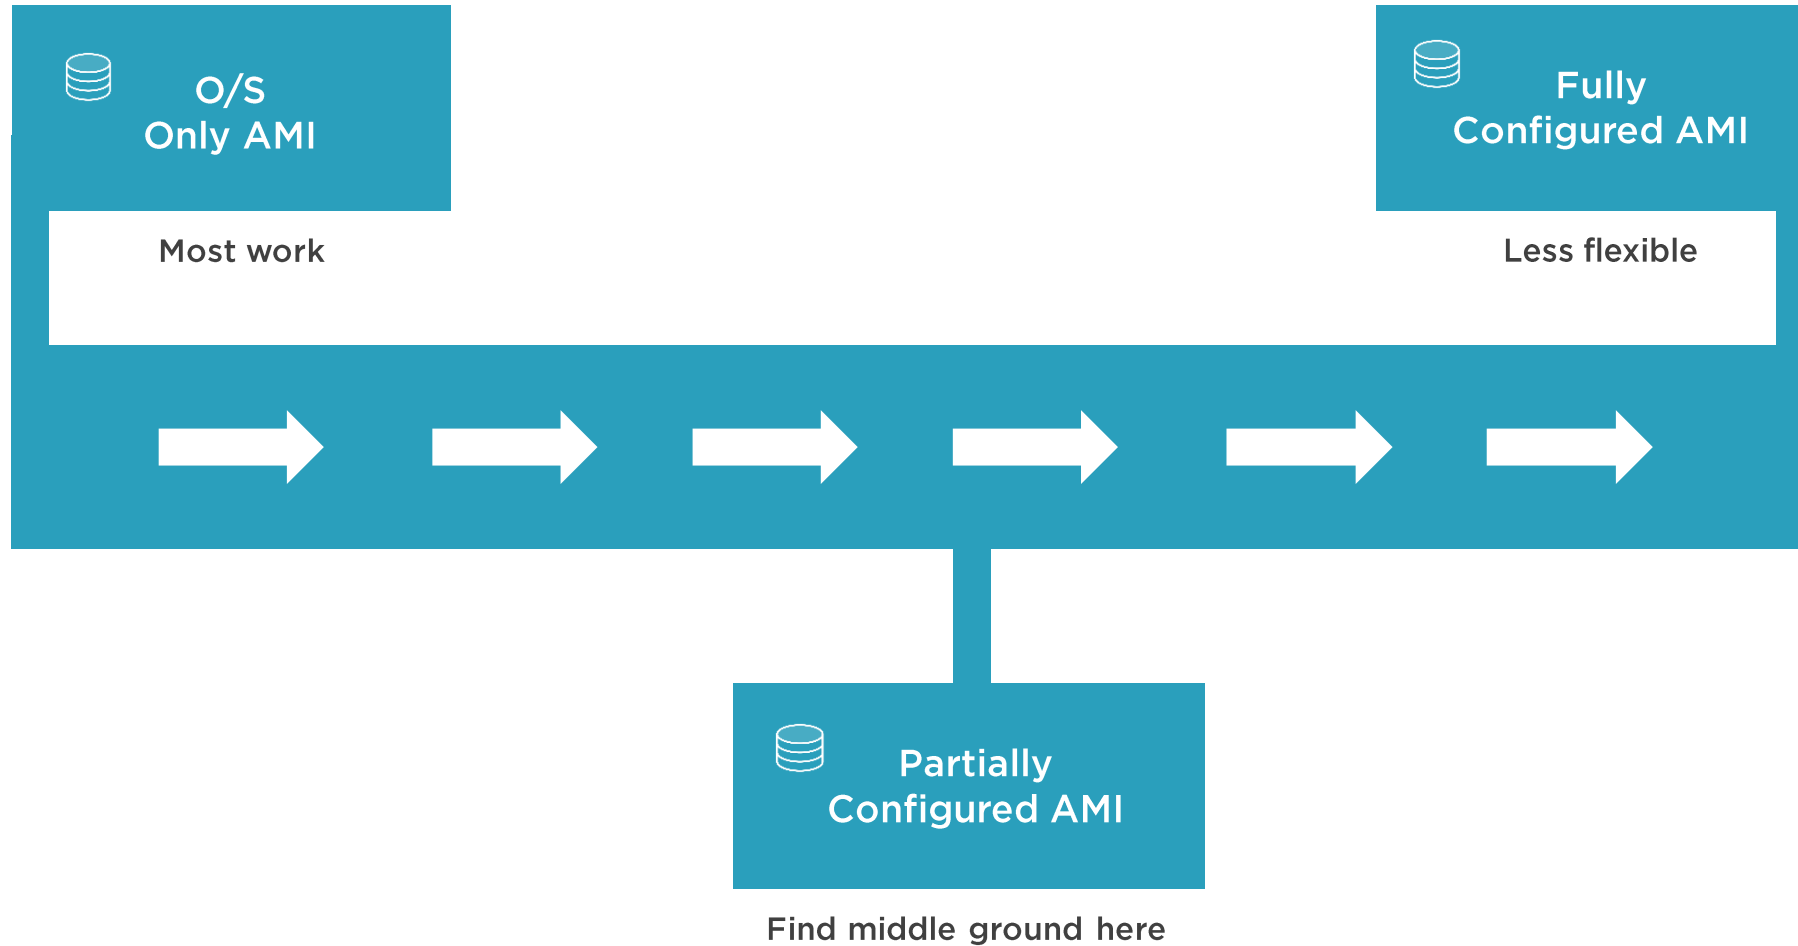 O/S
Only AMI
Most work
Fully
Configured AMI
Less flexible
Partially
Configured AMI
Find middle ground here